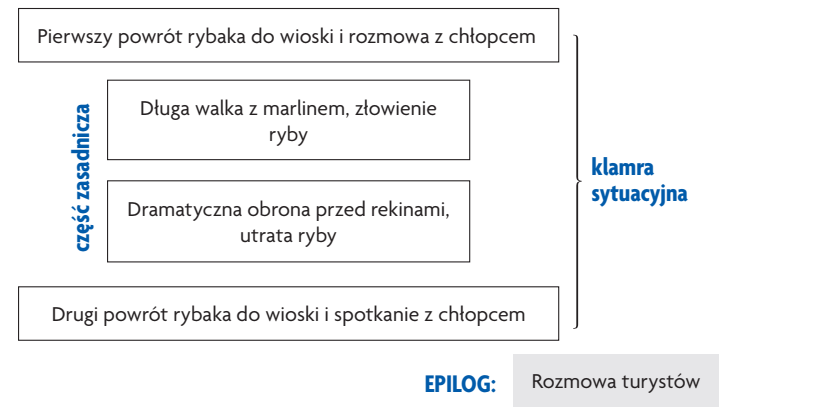 Pierwszy powrót rybaka do wioski i rozmowa z chłopcem
część zasadnicza
Długa walka z marlinem, złowienie
ryby
Dramatyczna obrona przed rekinami,
utrata ryby
klamra
sytuacyjna
Drugi powrót rybaka do wioski i spotkanie z chłopcem
EPILOG:
Rozmowa turystów